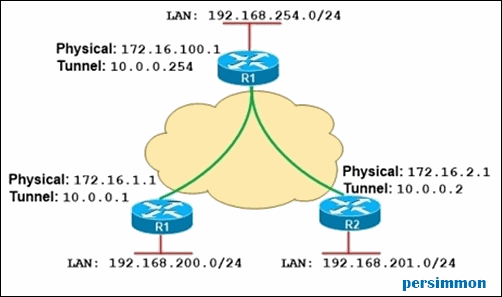 LAN: 192.168.254.0/24
Physical: 172.16.100.1
Tunnel: 10.0.0.254
R1
Physical: 172.16.2.1
Tunnel: 10.0.0.2
Physical: 172.16.1.1
Tunnel: 10.0.0.1
R1
R2
LAN: 192.168.200.0/24
LAN: 192.168.201.0/24
persimmon